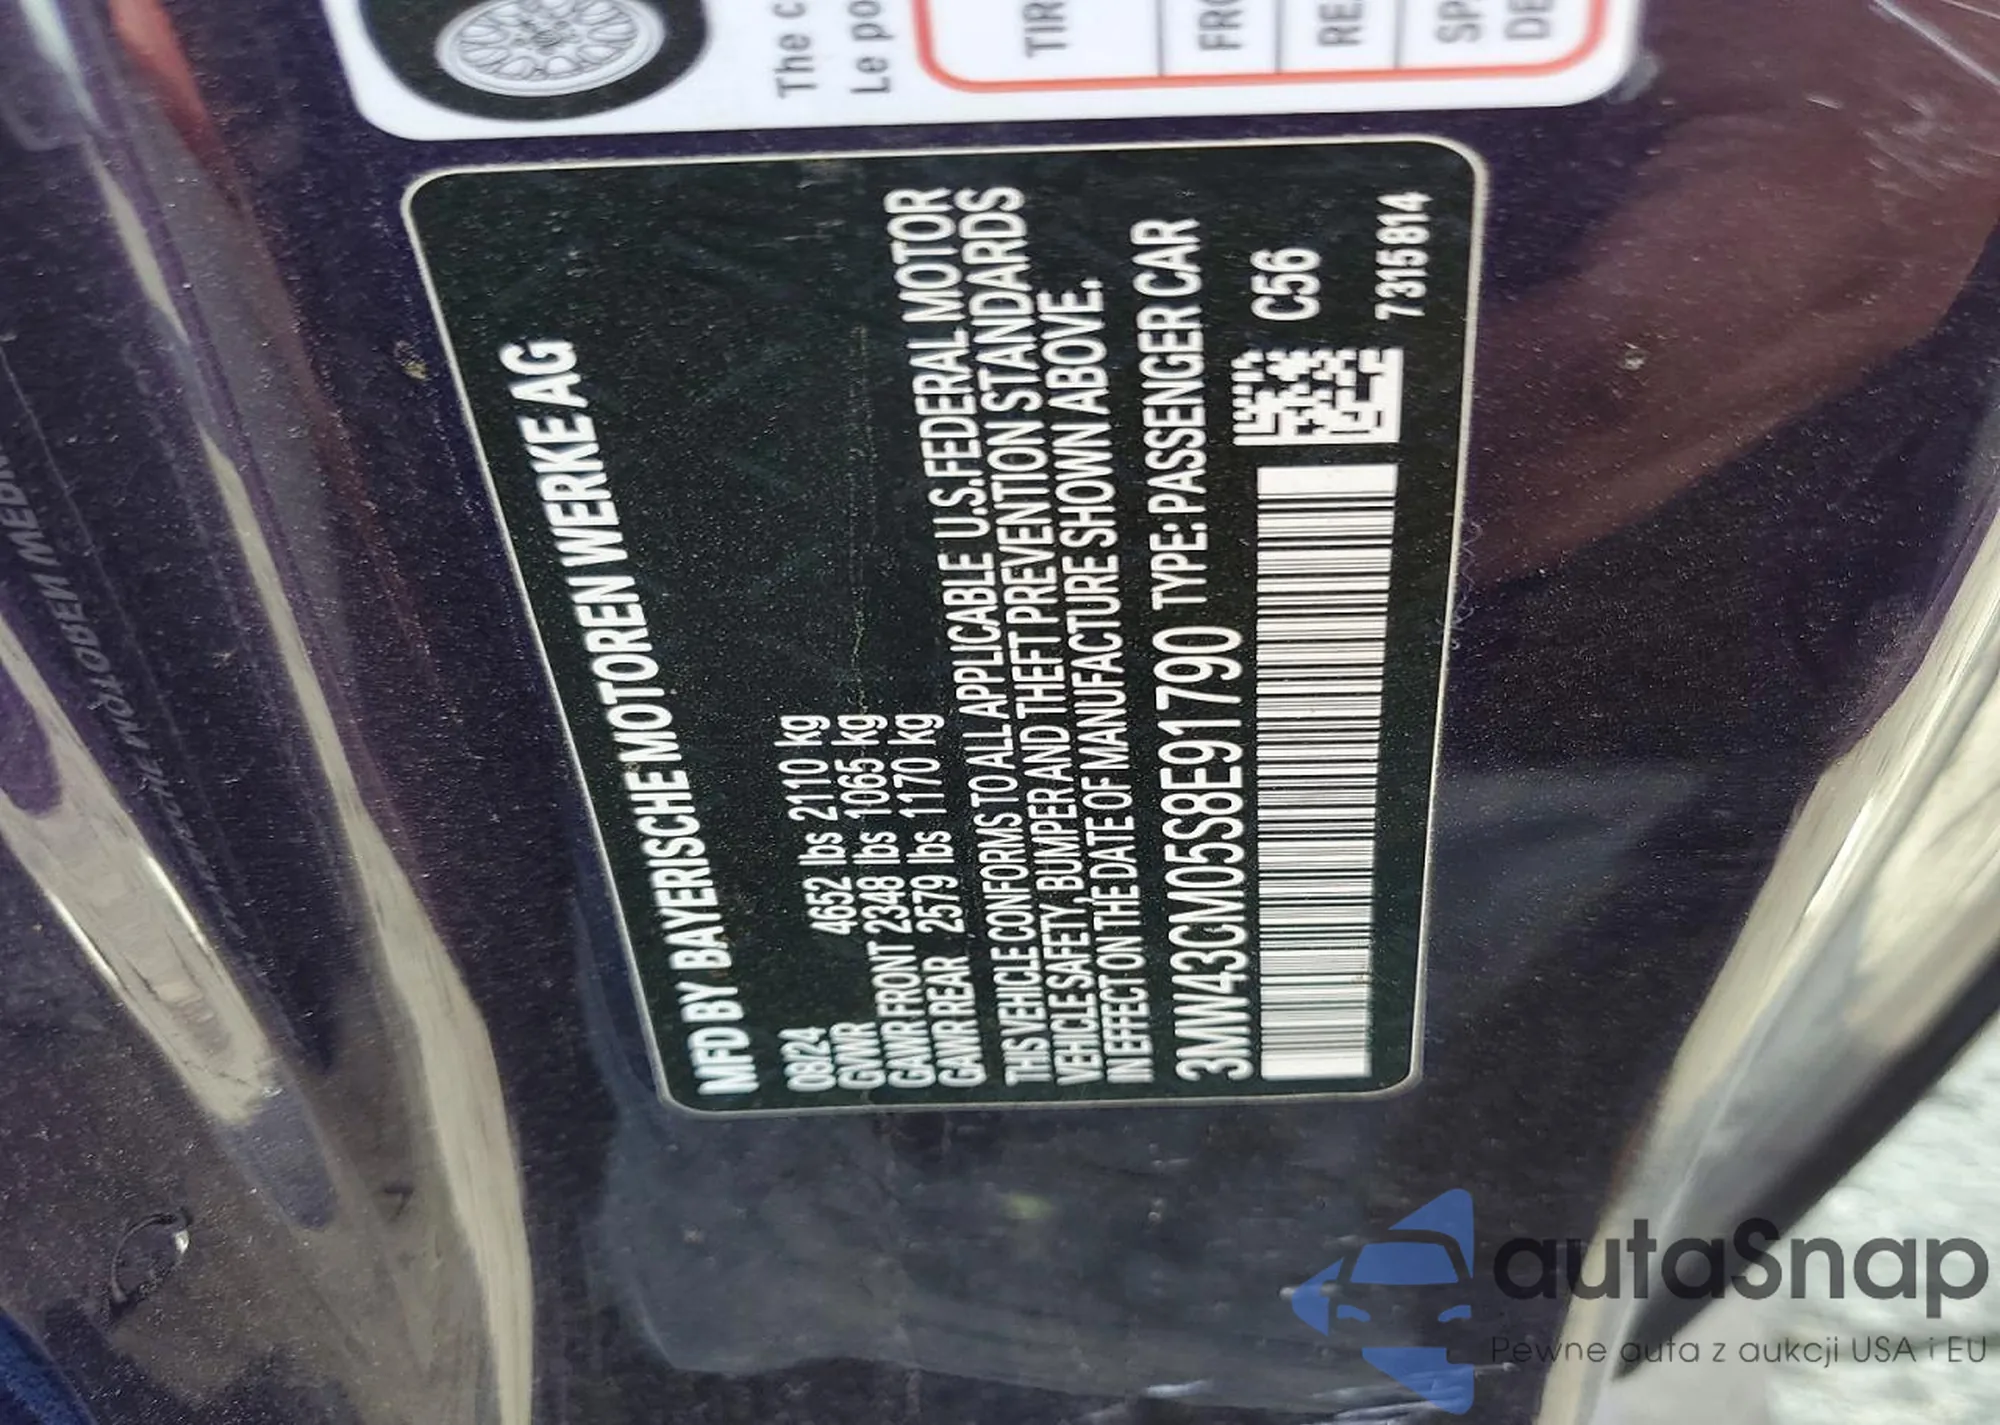 The c
Le po
TIR
FRO
REA
SPA
DE
MFD BY BAYERISCHE MOTOREN WERKE AG
08/24
GVWR 4652 lbs 2110 kg
GAWR FRONT 2348 lbs 1065 kg
GAWR REAR 2579 lbs 1170 kg
THIS VEHICLE CONFORMS TO ALL APPLICABLE U.S.FEDERAL MOTOR
VEHICLE SAFETY, BUMPER AND THEFT PREVENTION STANDARDS
IN EFFECT ON THE DATE OF MANUFACTURE SHOWN ABOVE.
3MW43CM05S8E91790 TYPE: PASSENGER CAR
C56
7315814
autaSnap
Pewne auta z aukcji USA i EU